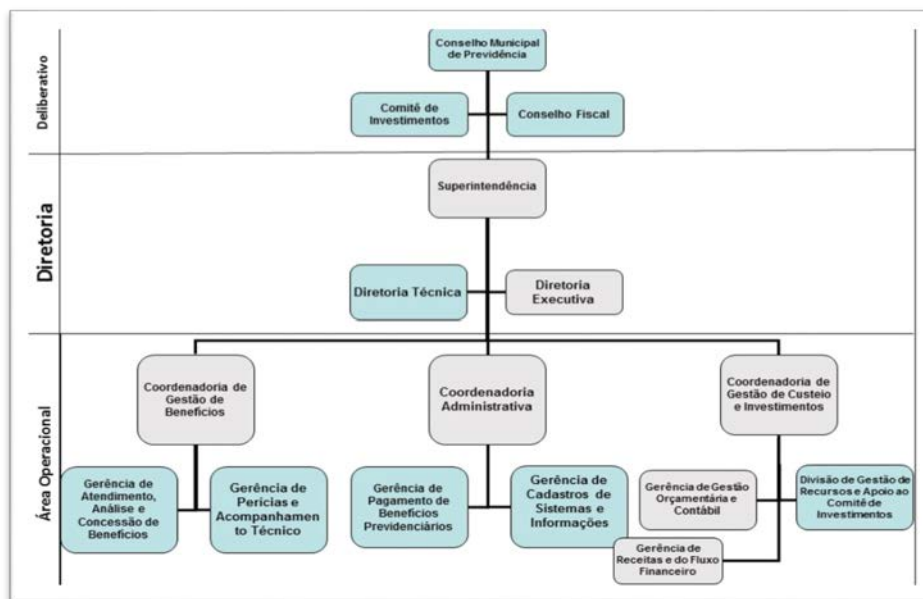 Deliberativo
Conselho Municipal
de Previdência
Comitê de
Investimentos
Conselho Fiscal
Diretoria
Superintendência
Diretoria Técnica
Diretoria
Executiva
Área Operacional
Coordenadoria de
Gestão de
Benefícios
Coordenadoria
Administrativa
Coordenadoria de
Gestão de Custeio
e Investimentos
Gerência de
Atendimento,
Análise e
Concessão de
Benefícios
Gerência de
Perícias e
Acompanhamen
to Técnico
Gerência de
Pagamento de
Benefícios
Previdenciários
Gerência de
Cadastros de
Sistemas e
Informações
Gerência de Gestão
Orçamentária e
Contábil
Divisão de Gestão de
Recursos e Apoio ao
Comitê de
Investimentos
Gerência de
Receitas e do Fluxo
Financeiro